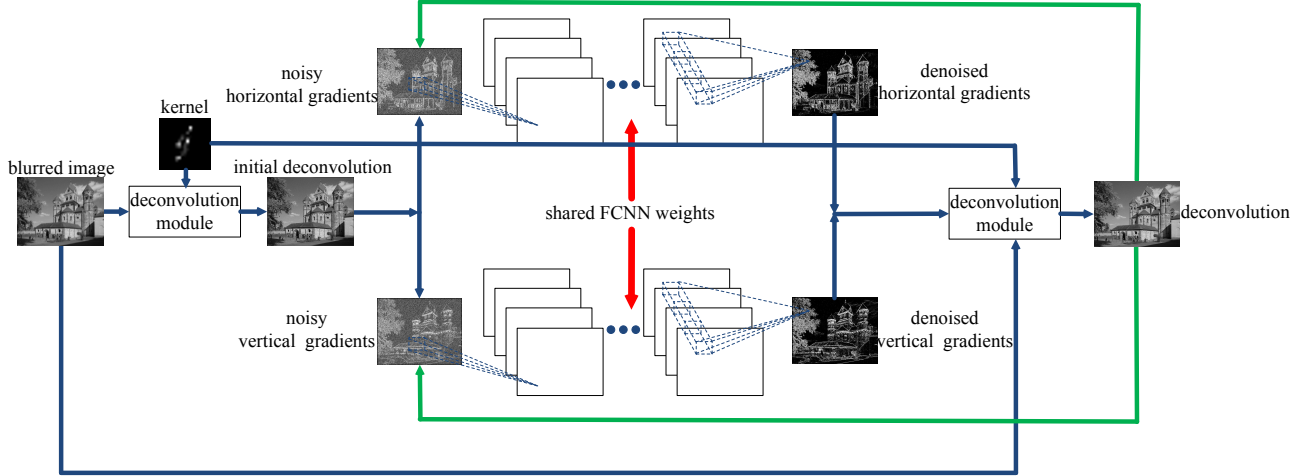 noisy
horizontal gradients
denoised
horizontal gradients
kernel
blurred image
initial deconvolution
deconvolution
module
shared FCNN weights
deconvolution
module
deconvolution
noisy
vertical gradients
denoised
vertical gradients